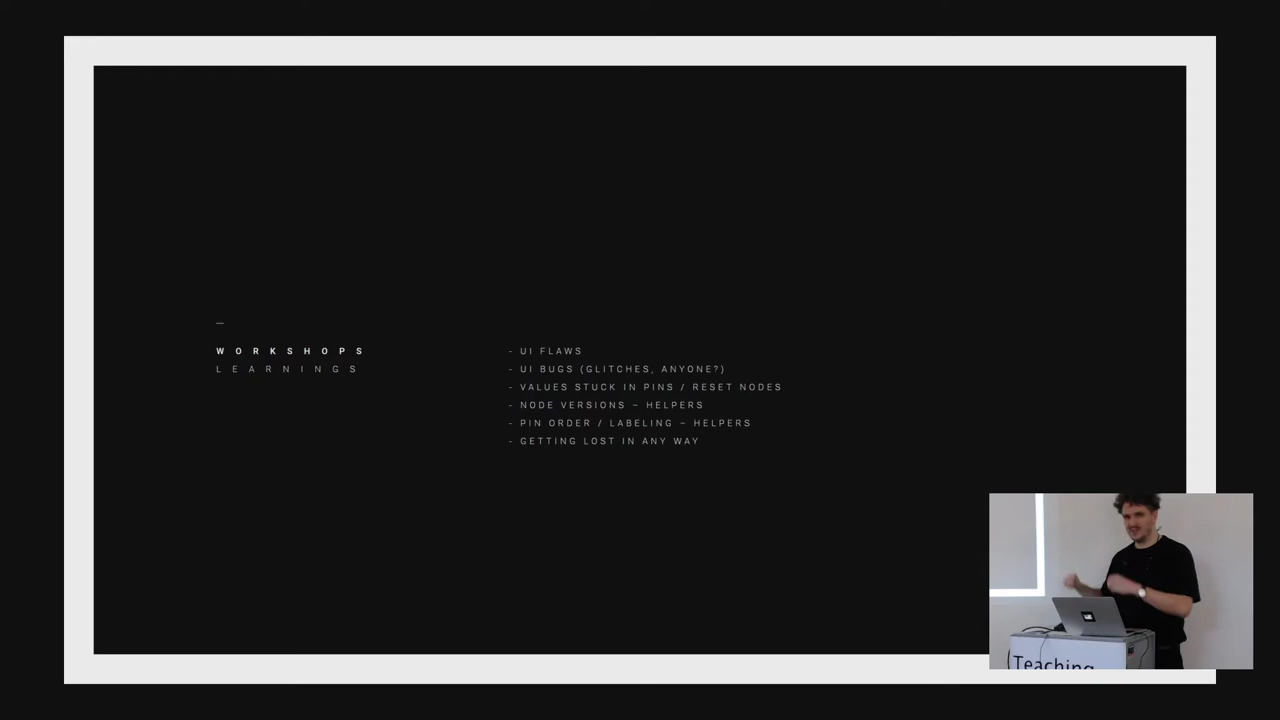 —
WORKSHOPS
LEARNINGS
- UI FLAWS
- UI BUGS (GLITCHES, ANYONE?)
- VALUES STUCK IN PINS / RESET NODES
- NODE VERSIONS – HELPERS
- PIN ORDER / LABELING – HELPERS
- GETTING LOST IN ANY WAY
(Teaching